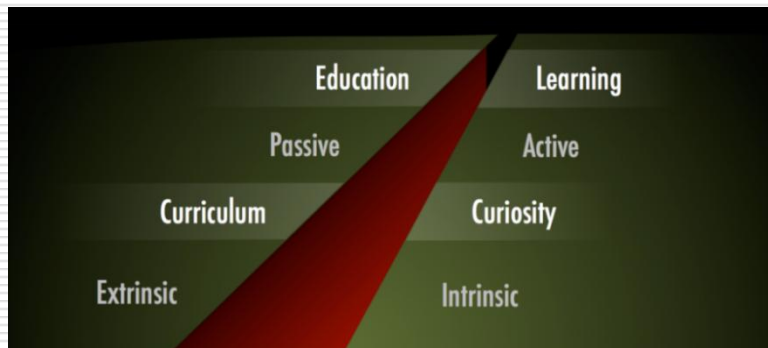 Education Learning
Passive Active
Curriculum Curiosity
Extrinsic Intrinsic